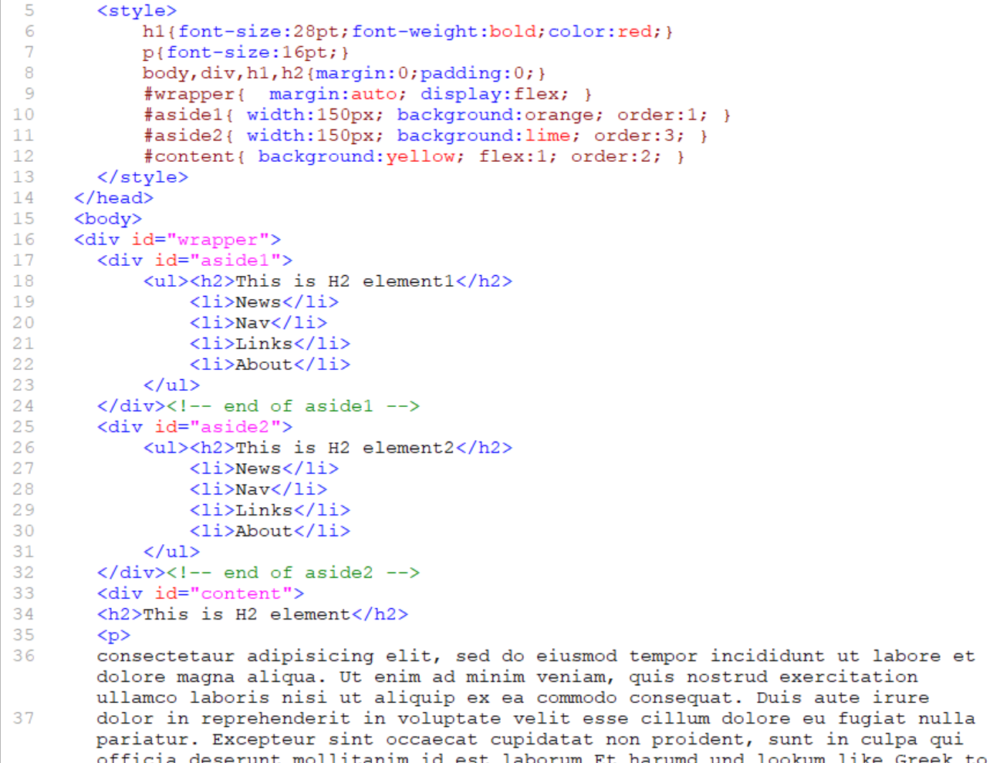 5 <style>
6 h1{font-size:28pt;font-weight:bold;color:red;}
7 p{font-size:16pt;}
8 body,div,h1,h2{margin:0;padding:0;}
9 #wrapper{  margin:auto; display:flex; }
10 #aside1{ width:150px; background:orange; order:1; }
11 #aside2{ width:150px; background:lime; order:3; }
12 #content{ background:yellow; flex:1; order:2; }
13 </style>
14 </head>
15 <body>
16 <div id="wrapper">
17 <div id="aside1">
18 <ul><h2>This is H2 element1</h2>
19 <li>News</li>
20 <li>Nav</li>
21 <li>Links</li>
22 <li>About</li>
23 </ul>
24 </div><!-- end of aside1 -->
25 <div id="aside2">
26 <ul><h2>This is H2 element2</h2>
27 <li>News</li>
28 <li>Nav</li>
29 <li>Links</li>
30 <li>About</li>
31 </ul>
32 </div><!-- end of aside2 -->
33 <div id="content">
34 <h2>This is H2 element</h2>
35 <p>
36 consectetaur adipisicing elit, sed do eiusmod tempor incididunt ut labore et
dolore magna aliqua. Ut enim ad minim veniam, quis nostrud exercitation
ullamco laboris nisi ut aliquip ex ea commodo consequat. Duis aute irure
37 dolor in reprehenderit in voluptate velit esse cillum dolore eu fugiat nulla
pariatur. Excepteur sint occaecat cupidatat non proident, sunt in culpa qui
officia deserunt mollitanim id est laborum Et harumd und lookum like Greek to